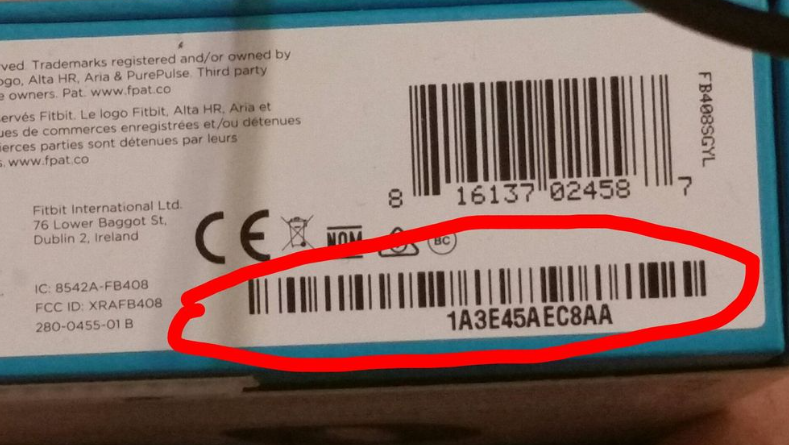 ved. Trademarks registered and/or owned by
ogo, Alta HR, Aria & PurePulse. Third party
e owners. Pat. www.fpat.co
servés Fitbit. Le logo Fitbit, Alta HR, Aria et
ues de commerces enregistrées et/ou détenues
ierces parties sont détenues par leurs
s. www.fpat.co
FB408SGYL
8 16137 02458 7
Fitbit International Ltd.
76 Lower Baggot St,
Dublin 2, Ireland
CE
NOM
BC
IC: 8542A-FB408
FCC ID: XRAFB408
280-0455-01 B
1A3E45AEC8AA